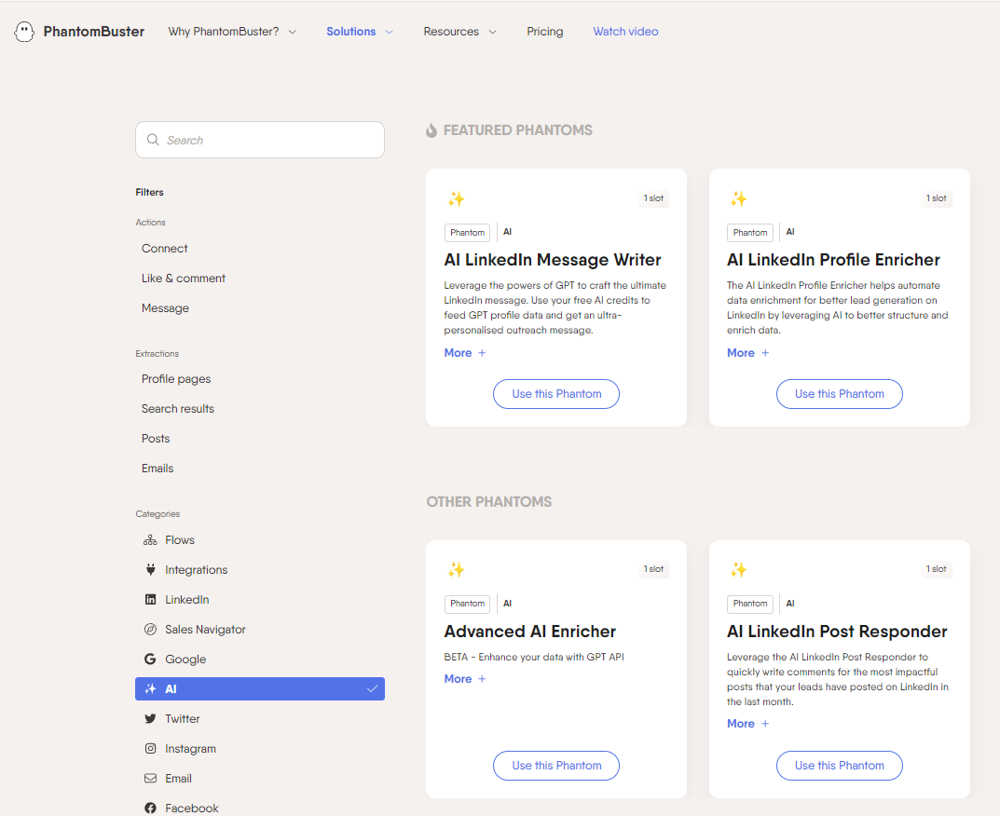 PhantomBuster Why PhantomBuster? Solutions Resources Pricing Watch video
Search
Filters
Actions
Connect
Like & comment
Message
Extractions
Profile pages
Search results
Posts
Emails
Categories
Flows
Integrations
LinkedIn
Sales Navigator
Google
AI
Twitter
Instagram
Email
Facebook
FEATURED PHANTOMS
1 slot
Phantom AI
AI LinkedIn Message Writer
Leverage the powers of GPT to craft the ultimate
LinkedIn message. Use your free AI credits to
feed GPT profile data and get an ultra-
personalised outreach message.
More +
Use this Phantom
1 slot
Phantom AI
AI LinkedIn Profile Enricher
The AI LinkedIn Profile Enricher helps automate
data enrichment for better lead generation on
LinkedIn by leveraging AI to better structure and
enrich data.
More +
Use this Phantom
OTHER PHANTOMS
1 slot
Phantom AI
Advanced AI Enricher
BETA - Enhance your data with GPT API
More +
Use this Phantom
1 slot
Phantom AI
AI LinkedIn Post Responder
Leverage the AI LinkedIn Post Responder to
quickly write comments for the most impactful
posts that your leads have posted on LinkedIn in
the last month.
More +
Use this Phantom